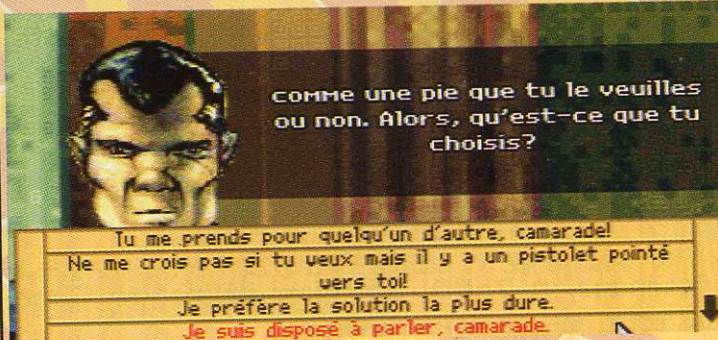 COMME une pie que tu le veuilles
ou non. Alors, qu'est-ce que tu
choisis?
Tu me prends pour quelqu'un d'autre, camarade!
Ne me crois pas si tu veux mais il y a un pistolet pointé
vers toi!
Je préfère la solution la plus dure.
Je suis disposé à parler, camarade.